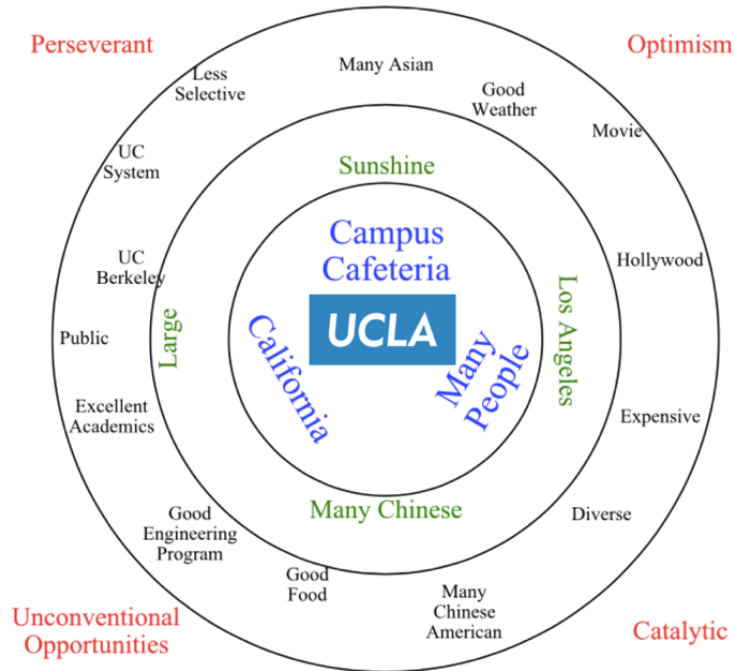 Perseverant
Optimism
Less
Selective
Many Asian
Good
Weather
Movie
UC
System
Sunshine
Campus
Cafeteria
UC
Berkeley
Hollywood
Public
Large
California
UCLA
Many
People
Los Angeles
Excellent
Academics
Expensive
Many Chinese
Good
Engineering
Program
Diverse
Good
Food
Many
Chinese
American
Unconventional
Opportunities
Catalytic